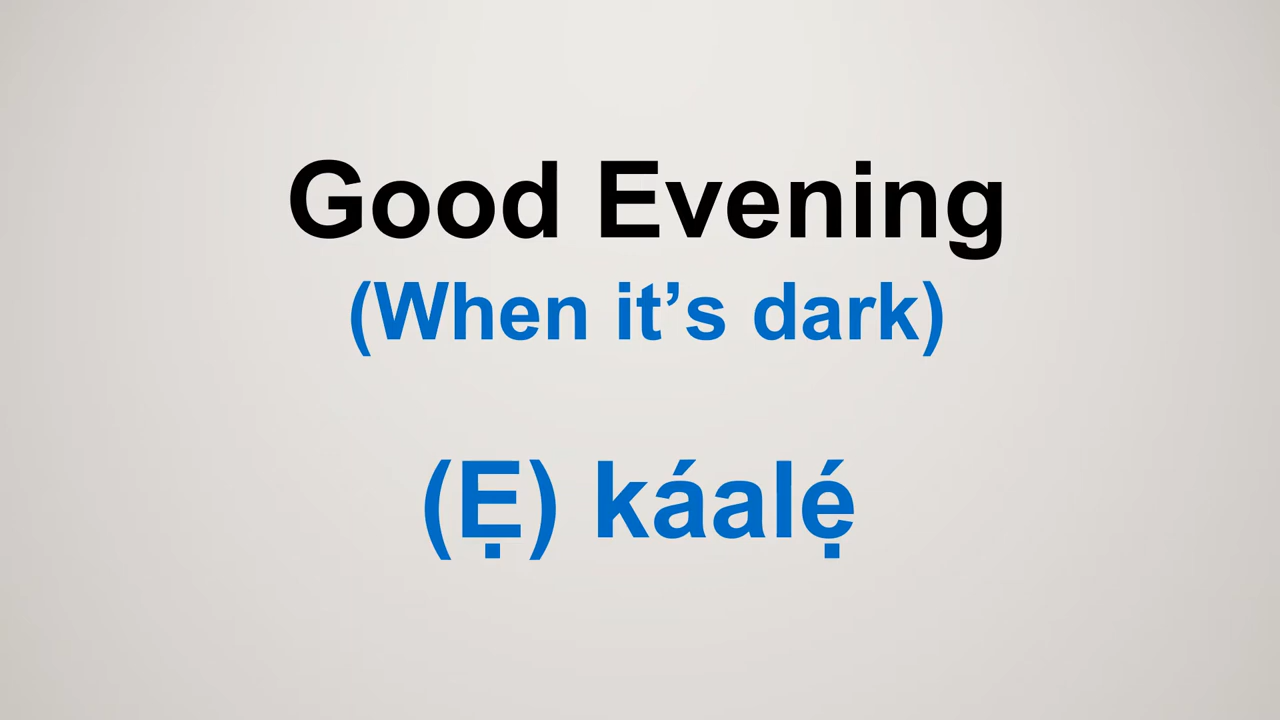 Good Evening
(When it’s dark)
(Ẹ) káalẹ́